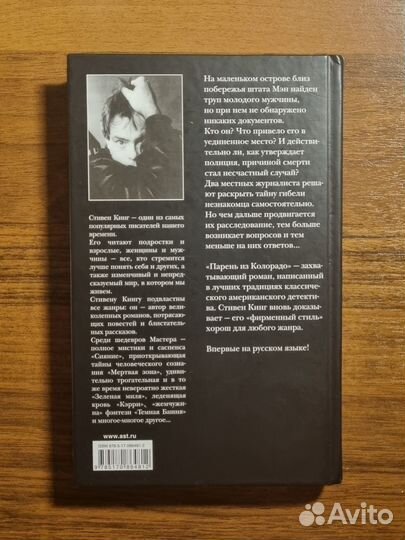 На маленьком острове близ
побережья штата Мэн найден
труп молодого мужчины,
но при нем не обнаружено
никаких документов.
Кто он? Что привело его в
уединенное место? И действи-
тельно ли, как утверждает
полиция, причиной смерти
стал несчастный случай?
Два местных журналиста реша-
ют раскрыть тайну гибели
незнакомца самостоятельно.
Но чем дальше продвигается
их расследование, тем больше
возникает вопросов и тем
меньше на них ответов...
«Парень из Колорадо» — захва-
тывающий роман, написанный
в лучших традициях классичес-
кого американского детекти-
ва. Стивен Кинг вновь доказы-
вает — его «фирменный стиль»
хорош для любого жанра.
Впервые на русском языке!
Стивен Кинг — один из самых
популярных писателей нашего
времени.
Его читают подростки и
взрослые, женщины и муж-
чины — все, кто стремится
лучше понять себя и других, а
также изменчивый и непред-
сказуемый мир, в котором мы
живем.
Стивену Кингу подвластны
все жанры: он — автор вели-
колепных романов, потрясаю-
щих повестей и блистатель-
ных рассказов.
Среди шедевров Мастера —
полное мистики и саспенса
«Сияние», приоткрывающая
тайны человеческого созна-
ния «Мертвая зона», удиви-
тельно трогательная и в то
же время невероятно жесткая
«Зеленая миля», леденящая
кровь «Кэрри», «жемчужи-
на» фэнтези «Темная Башня»
и многое-многое другое...
www.ast.ru
ISBN 978-5-17-086481-2
9 785170 864812
Avito